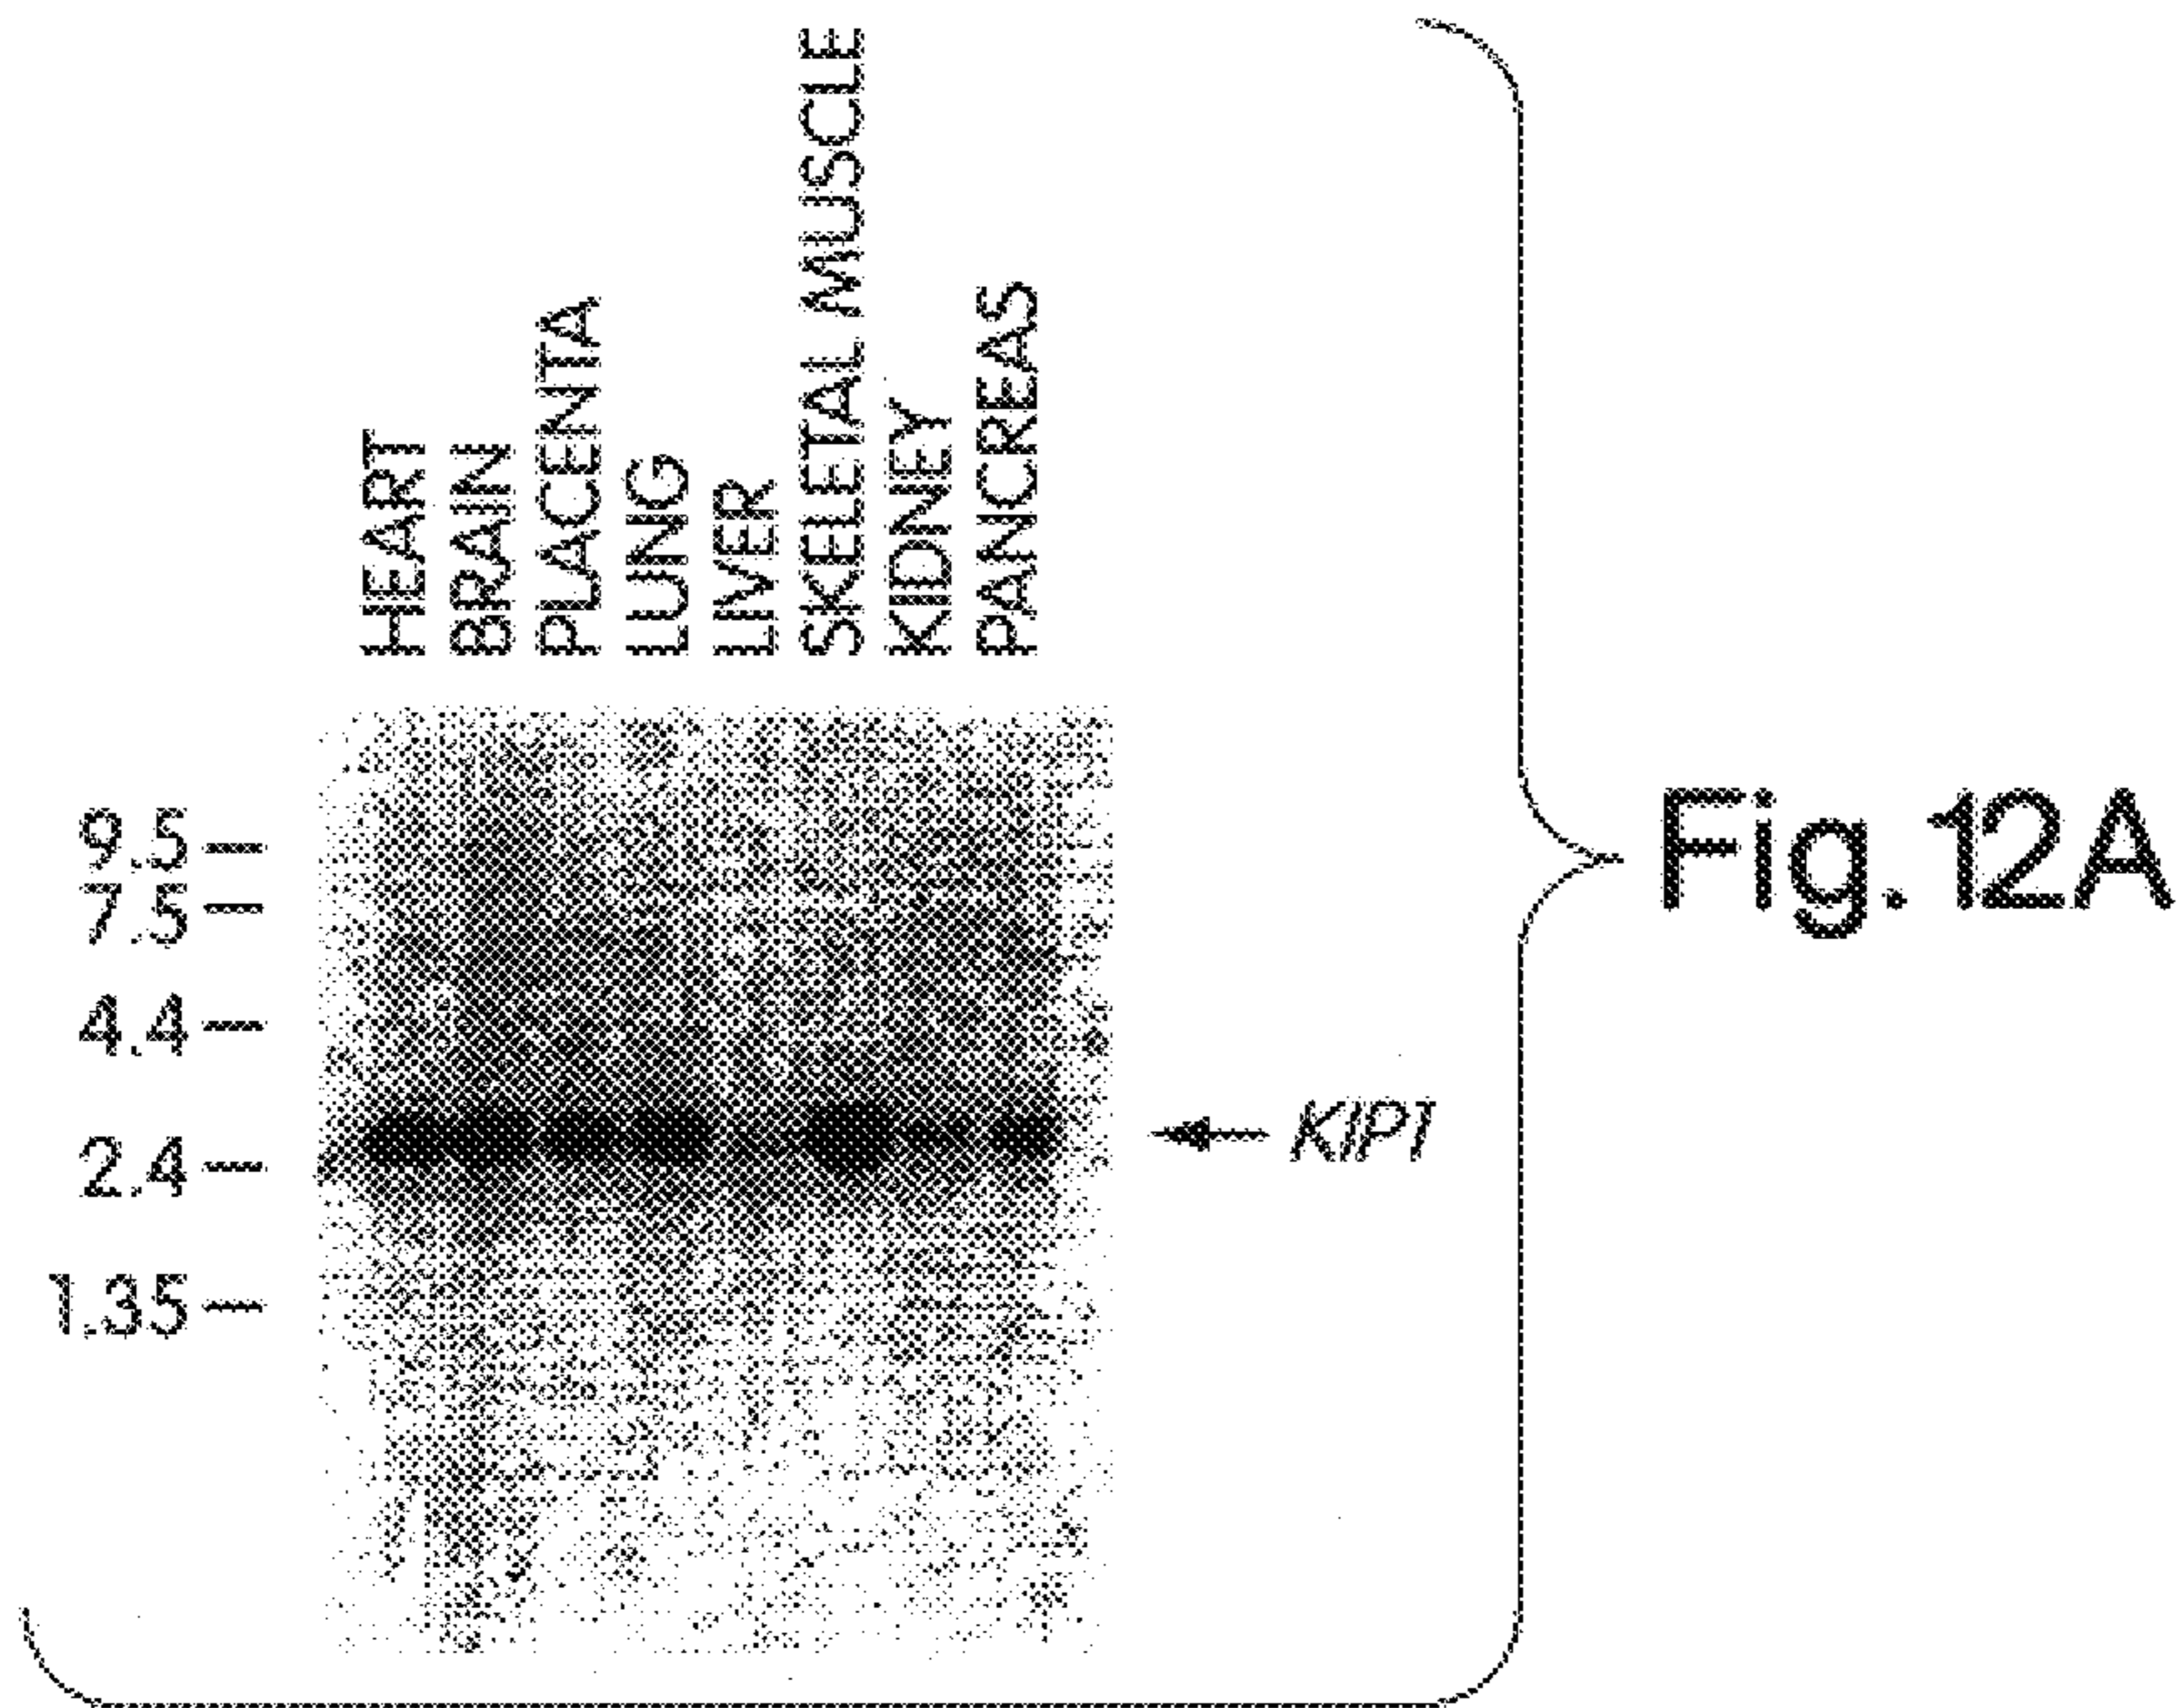 HEART
BRAIN
PLACENTA
LUNG
LIVER
SKELETAL MUSCLE
KIDNEY
PANCREAS
9.5
7.5
4.4
2.4
1.35
KIP1
Fig. 12A